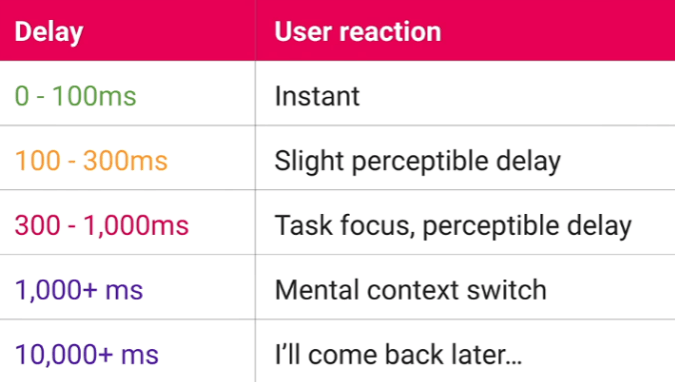 Delay User reaction
0 - 100ms Instant
100 - 300ms Slight perceptible delay
300 - 1,000ms Task focus, perceptible delay
1,000+ ms Mental context switch
10,000+ ms I’ll come back later...